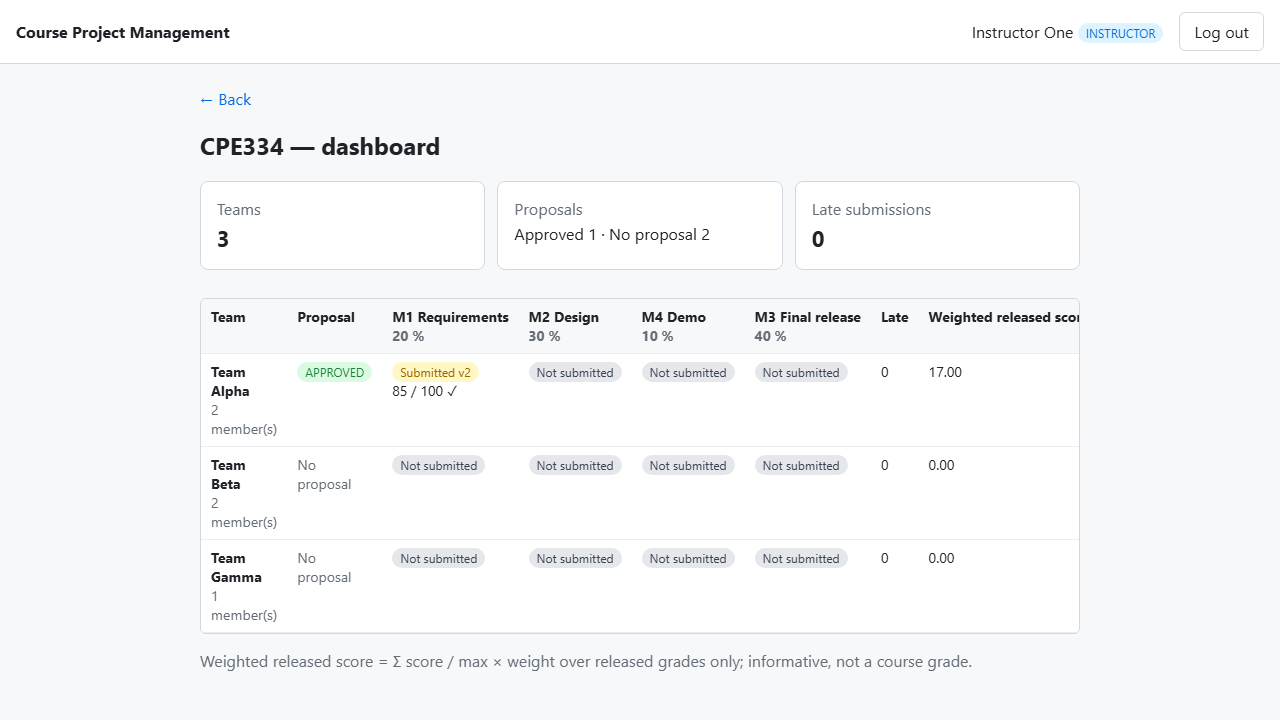 Course Project Management
Instructor One INSTRUCTOR Log out
← Back
CPE334 — dashboard
Teams
3
Proposals
Approved 1 · No proposal 2
Late submissions
0
Team Proposal M1 Requirements M2 Design M4 Demo M3 Final release Late Weighted released scor
20 % 30 % 10 % 40 %
Team Alpha APPROVED Submitted v2 Not submitted Not submitted Not submitted 0 17.00
85 / 100 ✓
2 member(s)
Team Beta No proposal Not submitted Not submitted Not submitted Not submitted 0 0.00
2 member(s)
Team Gamma No proposal Not submitted Not submitted Not submitted Not submitted 0 0.00
1 member(s)
Weighted released score = Σ score / max × weight over released grades only; informative, not a course grade.